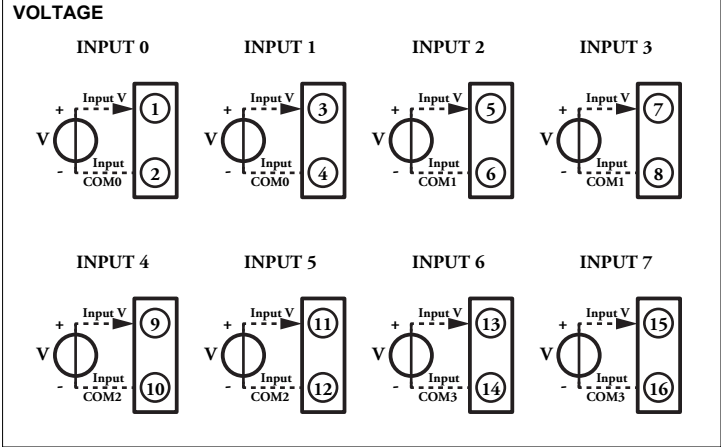 VOLTAGE
INPUT 0 INPUT 1 INPUT 2 INPUT 3
+ Input V 1 + Input V 3 + Input V 5 + Input V 7
V V V V
- Input 2 - Input 4 - Input 6 - Input 8
COM0 COM0 COM1 COM1
INPUT 4 INPUT 5 INPUT 6 INPUT 7
+ Input V 9 + Input V 11 + Input V 13 + Input V 15
V V V V
- Input 10 - Input 12 - Input 14 - Input 16
COM2 COM2 COM3 COM3